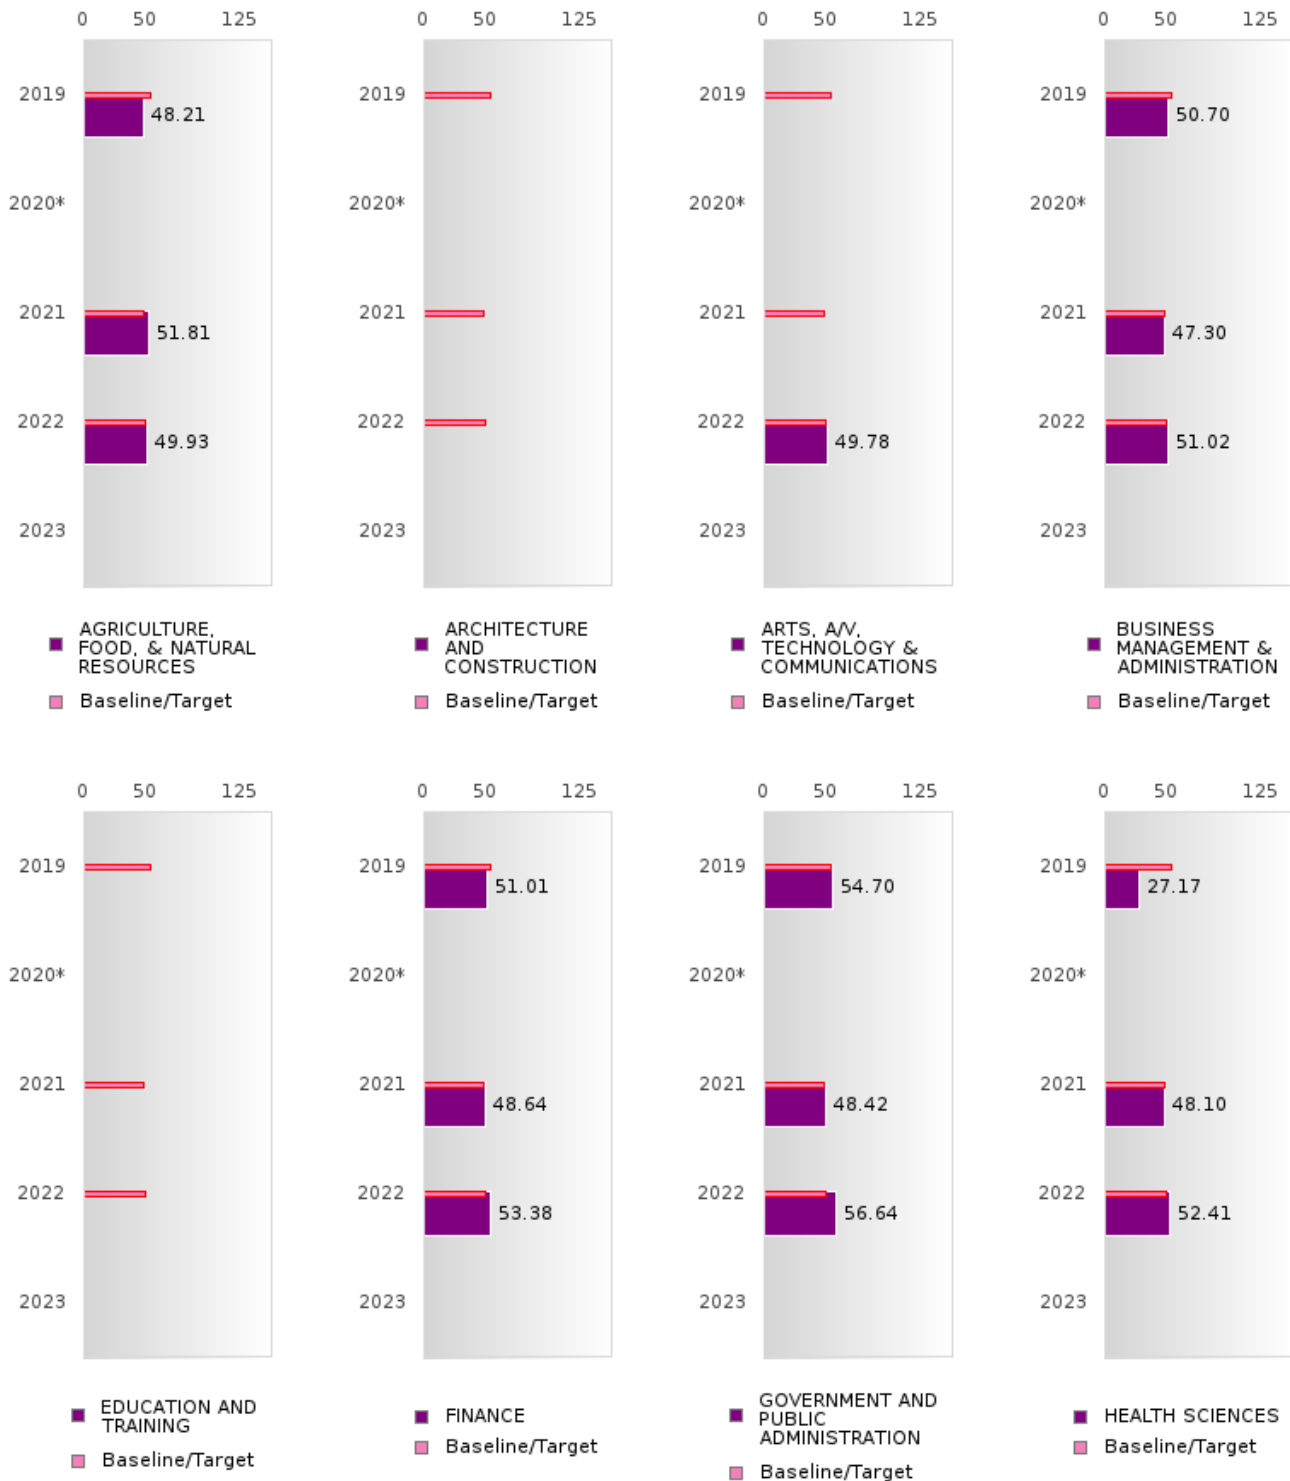 0 50 125
2019
48.21
2020*
2021
51.81
2022
49.93
2023
AGRICULTURE,
FOOD, & NATURAL
RESOURCES
Baseline/Target
0 50 125
2019
2020*
2021
2022
2023
ARCHITECTURE
AND
CONSTRUCTION
Baseline/Target
0 50 125
2019
2020*
2021
2022
49.78
2023
ARTS, A/V,
TECHNOLOGY &
COMMUNICATIONS
Baseline/Target
0 50 125
2019
50.70
2020*
2021
47.30
2022
51.02
2023
BUSINESS
MANAGEMENT &
ADMINISTRATION
Baseline/Target
0 50 125
2019
2020*
2021
2022
2023
EDUCATION AND
TRAINING
Baseline/Target
0 50 125
2019
51.01
2020*
2021
48.64
2022
53.38
2023
FINANCE
Baseline/Target
0 50 125
2019
54.70
2020*
2021
48.42
2022
56.64
2023
GOVERNMENT AND
PUBLIC
ADMINISTRATION
Baseline/Target
0 50 125
2019
27.17
2020*
2021
48.10
2022
52.41
2023
HEALTH SCIENCES
Baseline/Target